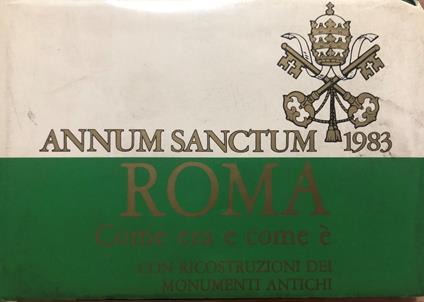 ANNUM SANCTUM 1983
ROMA
Come era e come è
CON RICOSTRUZIONI DEI
MONUMENTI ANTICHI